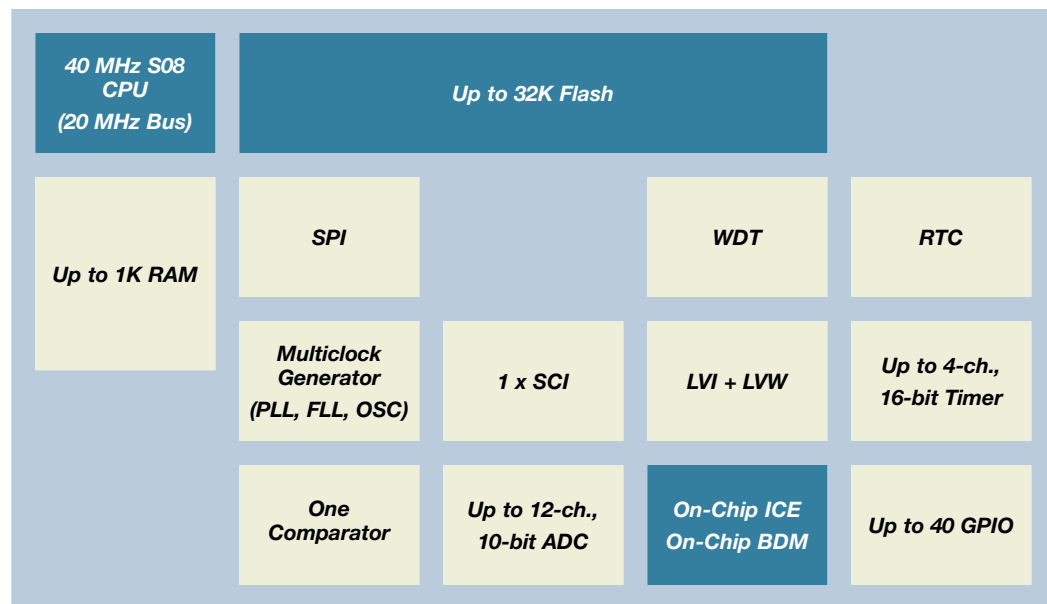 40 MHz S08
CPU
(20 MHz Bus)
Up to 32K Flash
Up to 1K RAM
SPI
WDT
RTC
Multiclock
Generator
(PLL, FLL, OSC)
1 x SCI
LVI + LVW
Up to 4-ch.,
16-bit Timer
One
Comparator
Up to 12-ch.,
10-bit ADC
On-Chip ICE
On-Chip BDM
Up to 40 GPIO